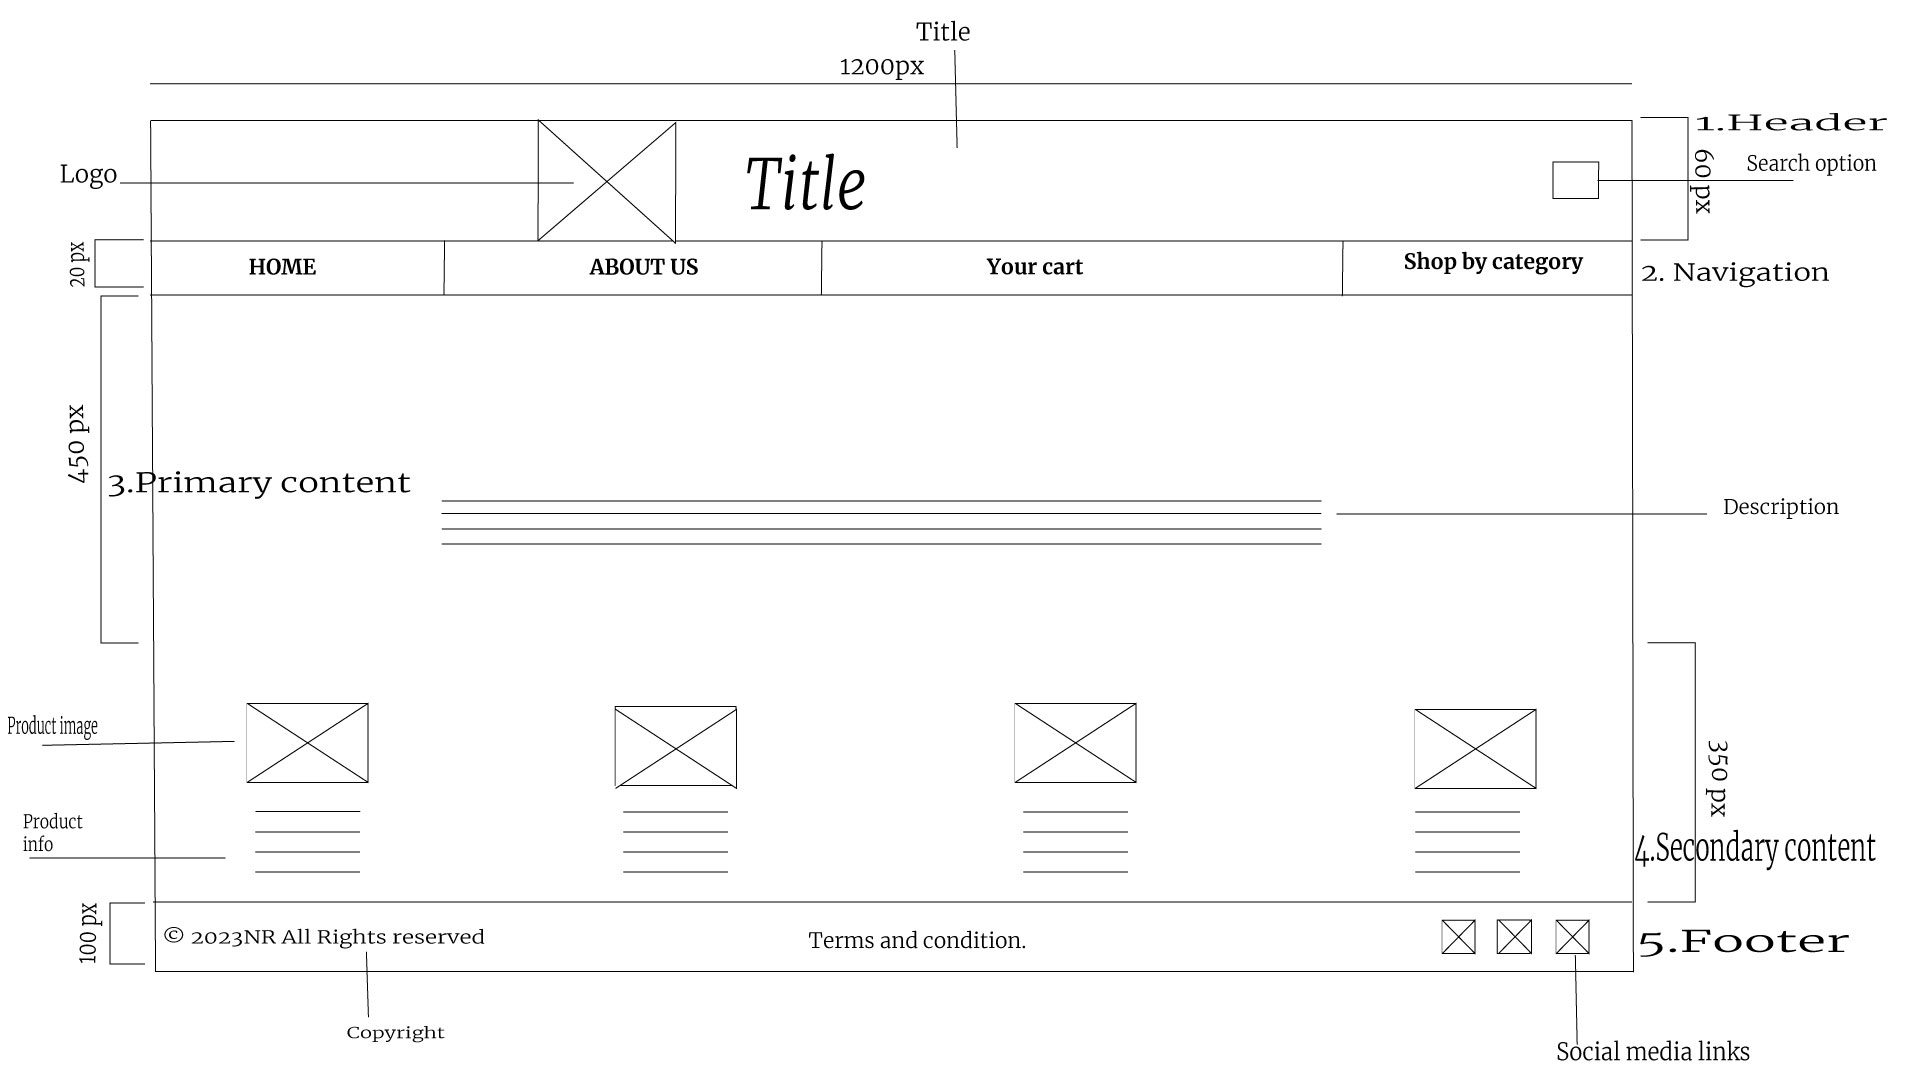 Title
1200px
1.Header
Logo
Title
60 px
Search option
20 px
HOME
ABOUT US
Your cart
Shop by category
2. Navigation
450 px
3.Primary content
Description
Product image
350 px
Product
info
4.Secondary content
100 px
© 2023NR All Rights reserved
Terms and condition.
5.Footer
Copyright
Social media links